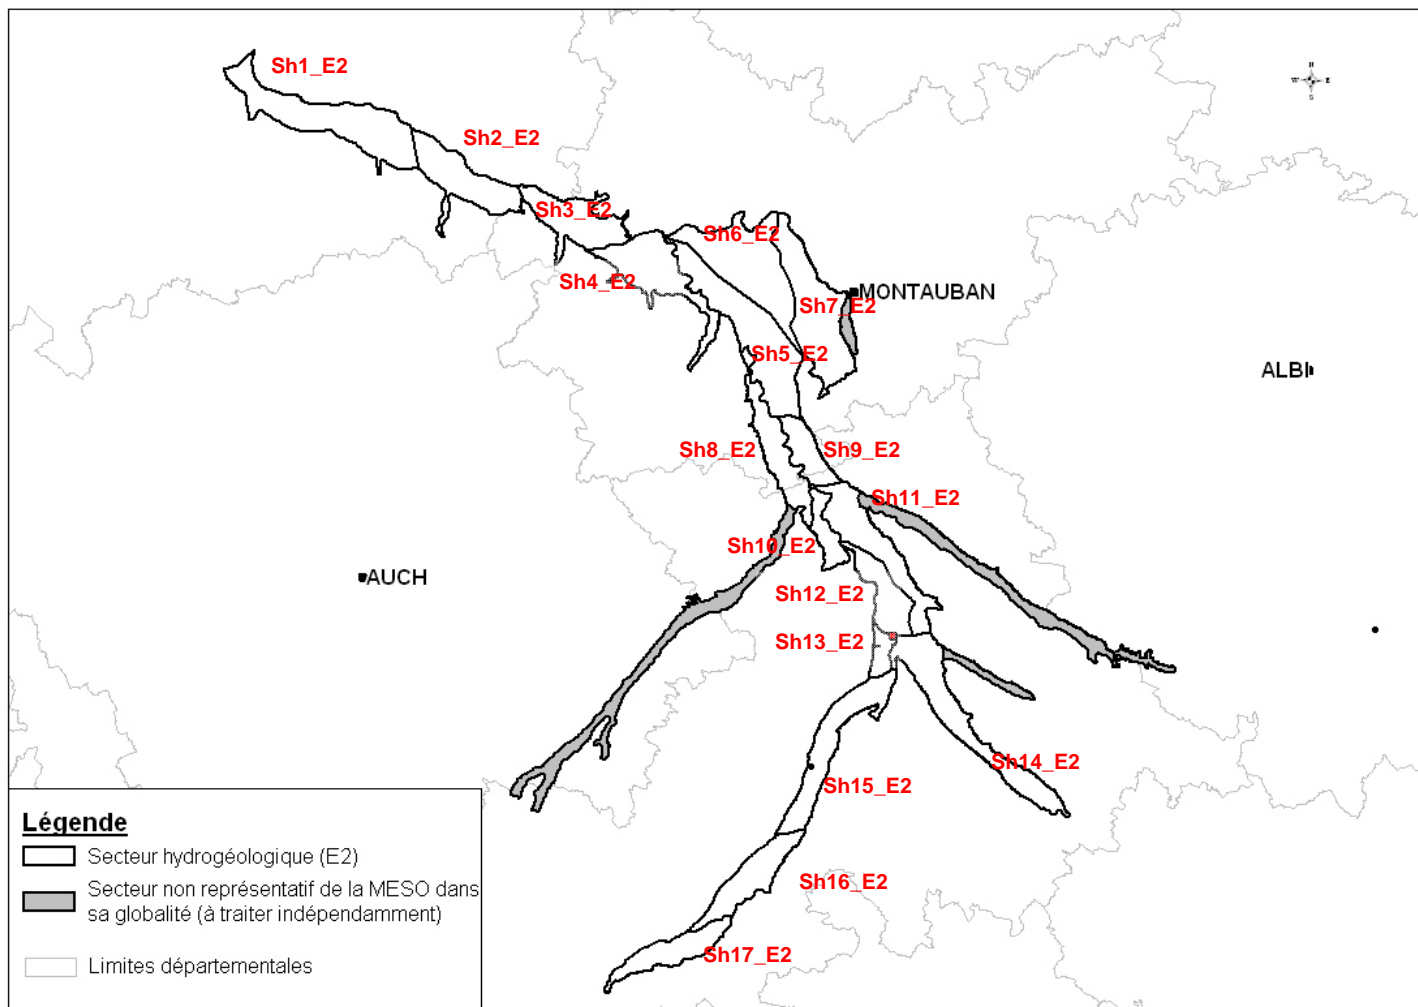 Sh1_E2
N
W E
S
Sh2_E2
Sh3_E2
Sh6_E2
Sh4_E2
MONTAUBAN
Sh7_E2
Sh5_E2
ALBI
Sh8_E2
Sh9_E2
Sh11_E2
Sh10_E2
AUCH
Sh12_E2
Sh13_E2
Sh14_E2
Sh15_E2
Sh16_E2
Sh17_E2
Légende
Secteur hydrogéologique (E2)
Secteur non représentatif de la MESO dans
sa globalité (à traiter indépendamment)
Limites départementales